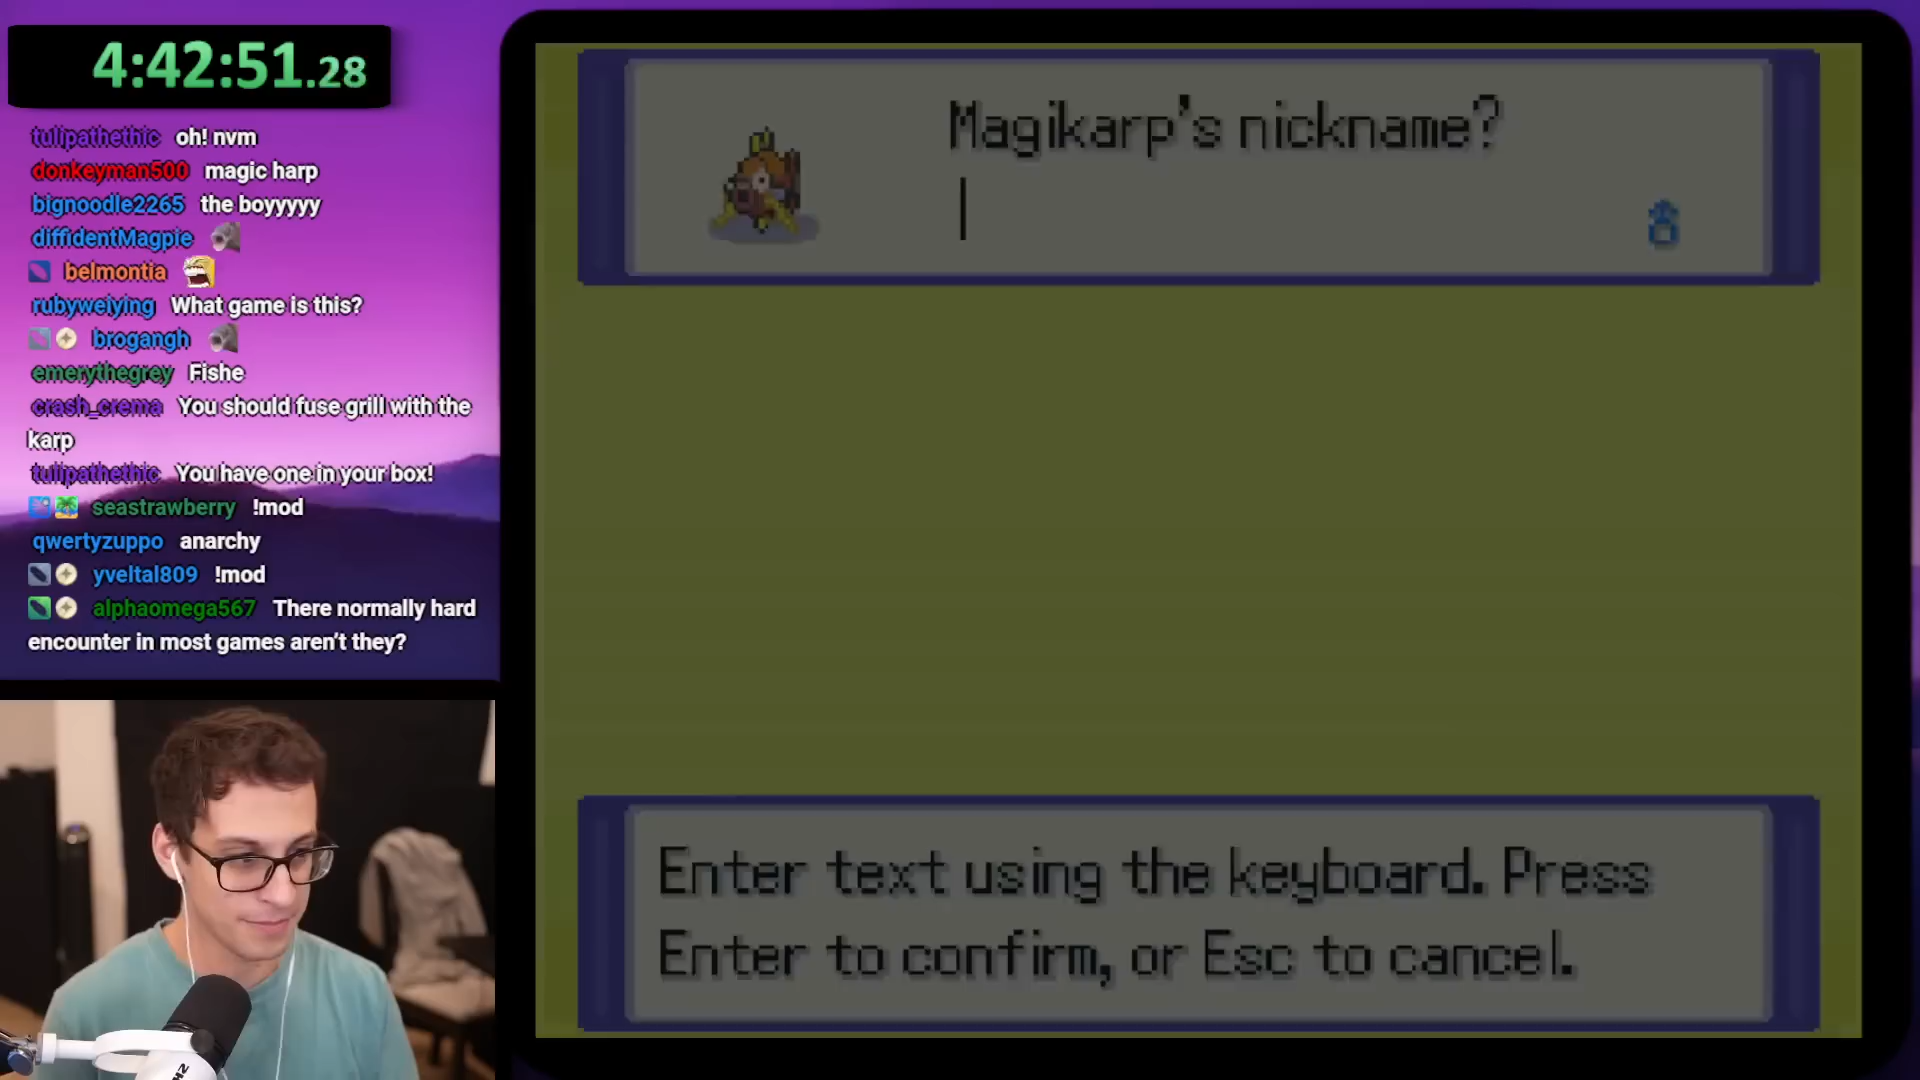 4:42:51.28
tulipathethic oh! nvm
donkeyman500 magic harp
bignoodle2265 the boyyyyy
diffidentMagpie
belmontia
rubyweiying What game is this?
brogangh
emerythegrey Fishe
crash_crema You should fuse grill with the
karp
tulipathethic You have one in your box!
seastrawberry !mod
qwertyzuppo anarchy
yveltal809 !mod
alphaomega567 There normally hard
encounter in most games aren't they?
Magikarp's nickname?
♂
Enter text using the keyboard. Press
Enter to confirm, or Esc to cancel.